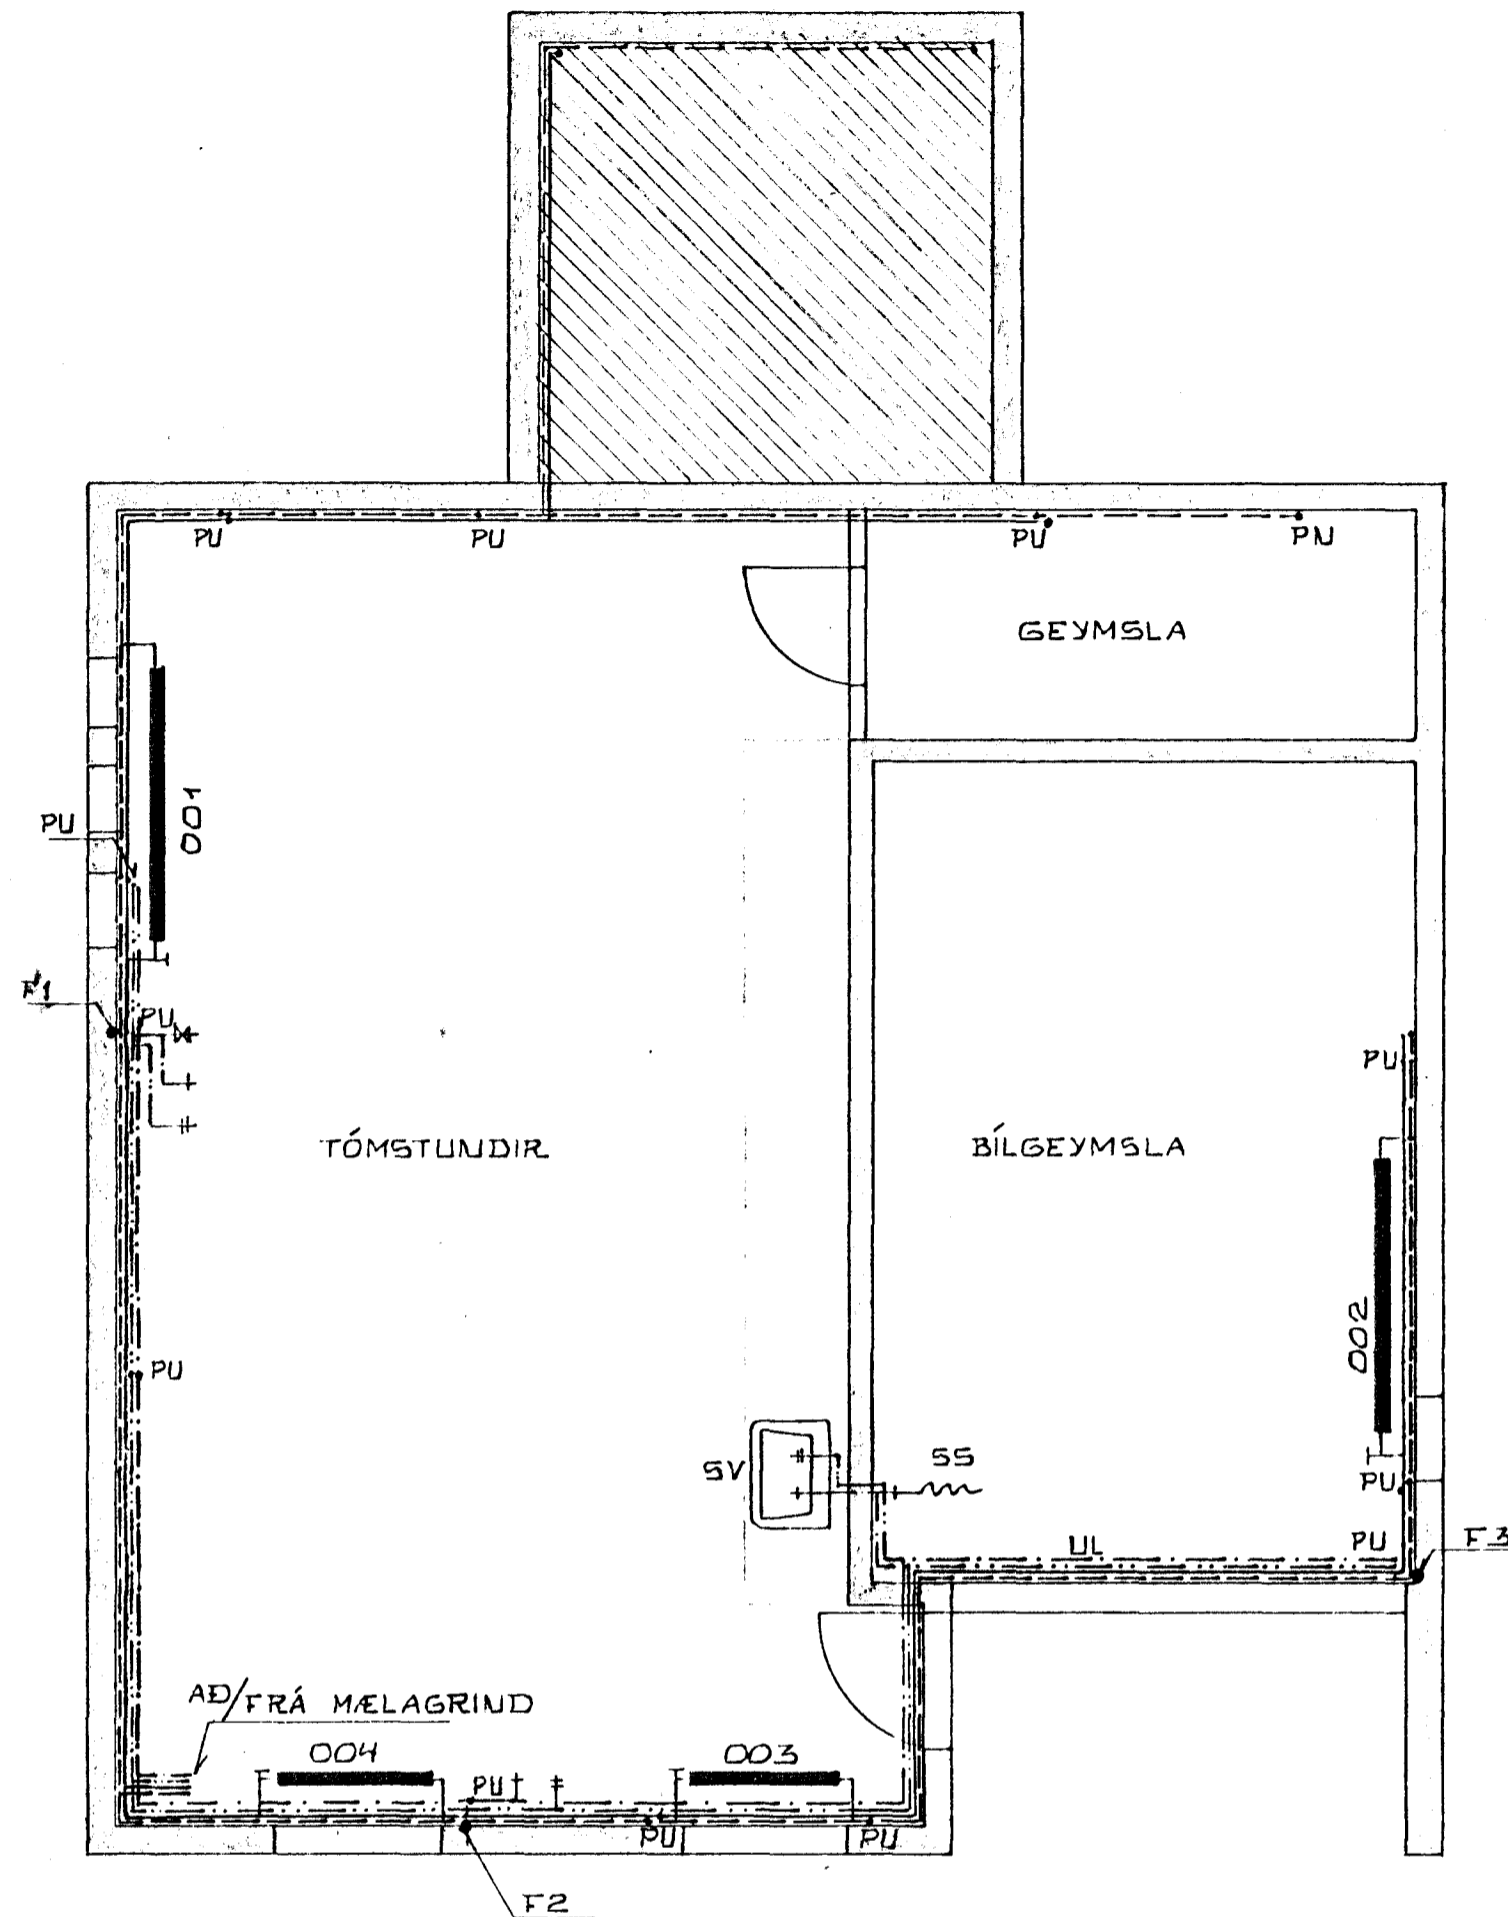 PU
PU
PU
PN
GEYMSLA
001
PU
F1
PU
PU
TÓMSTUNDIR
BÍLGEYMSLA
PU
002
PU
SV
SS
PU
F3
UL
PU
AÐ/FRÁ MÆLAGRIND
004
003
PU
PU
PU
F2